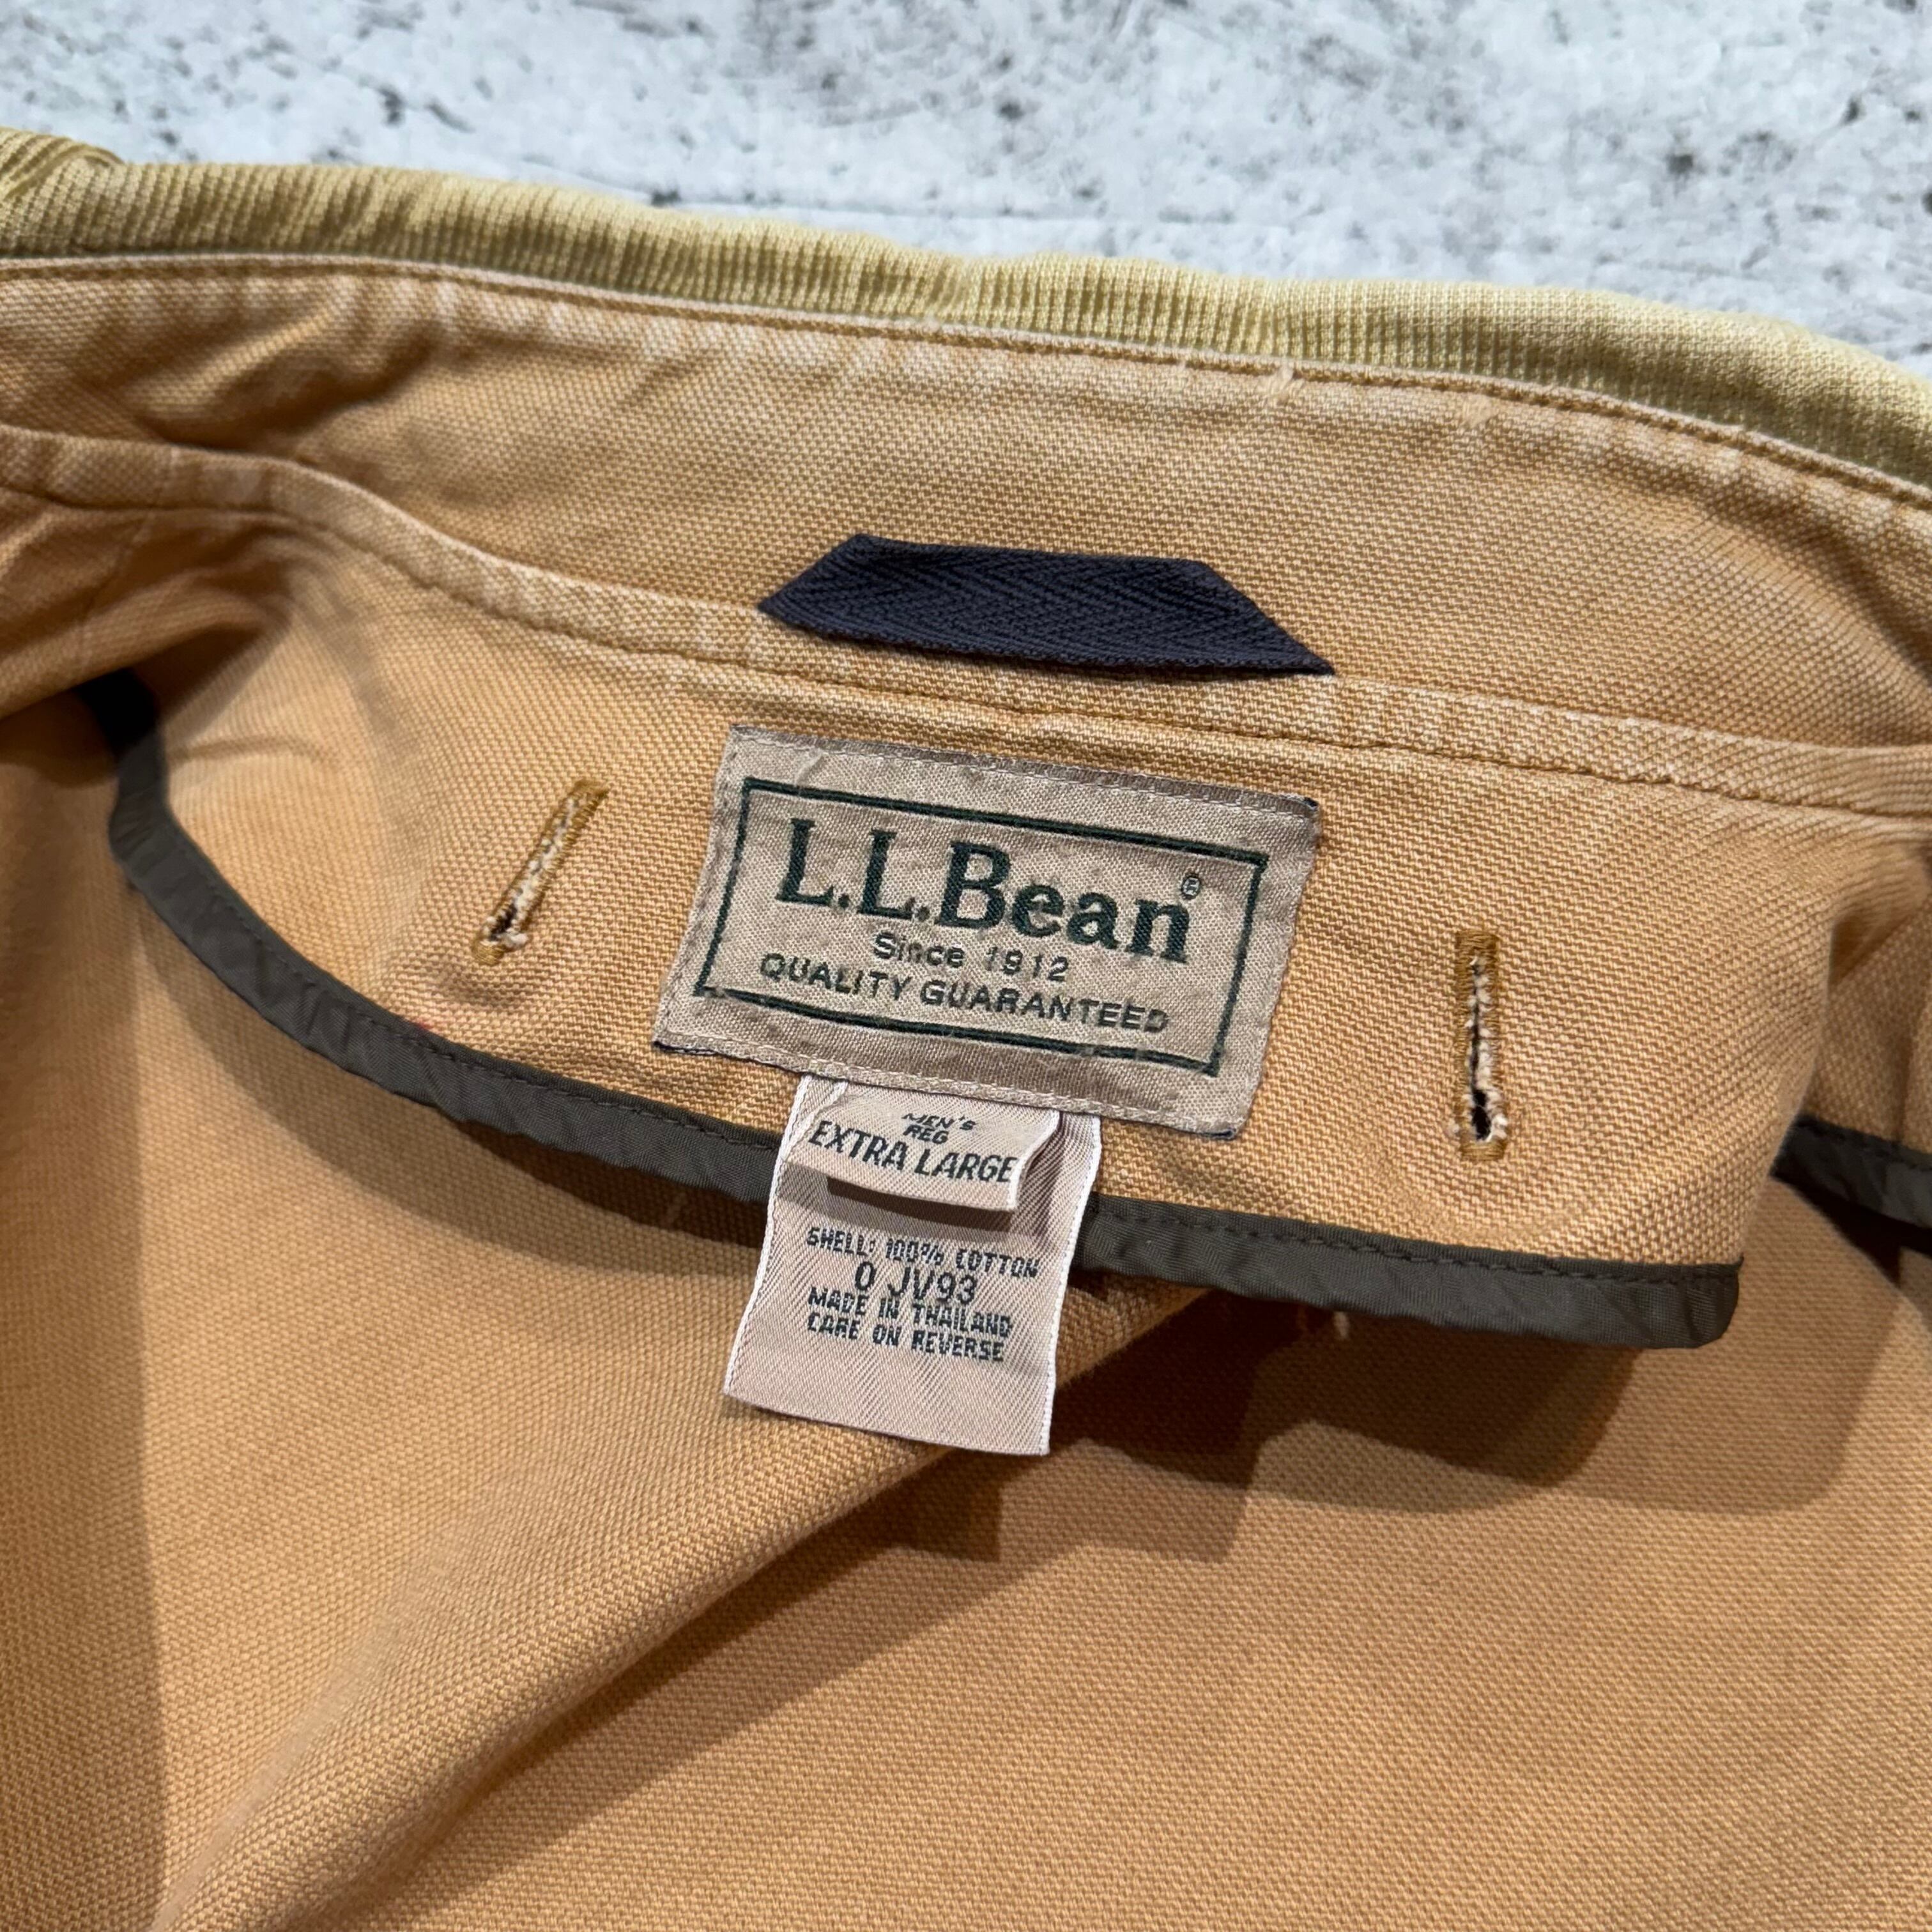 L.L.Bean®
Since 1912
QUALITY GUARANTEED
MEN'S
REG
EXTRA LARGE
SHELL: 100% COTTON
0 JV93
MADE IN THAILAND
CARE ON REVERSE